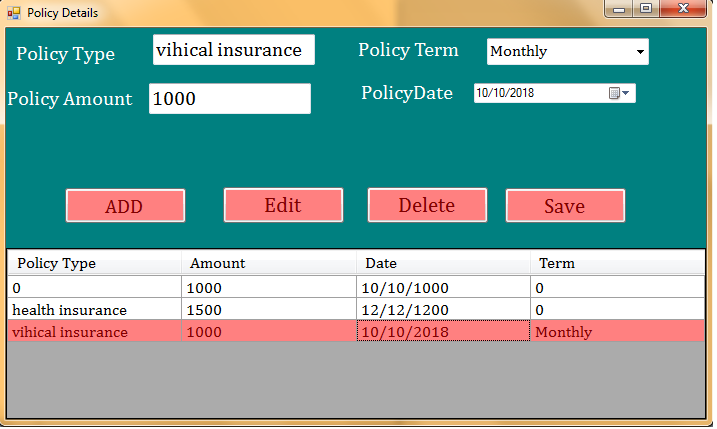 Policy Details
Policy Type vihical insurance Policy Term Monthly
Policy Amount 1000 PolicyDate 10/10/2018
ADD Edit Delete Save
Policy Type Amount Date Term
0 1000 10/10/1000 0
health insurance 1500 12/12/1200 0
vihical insurance 1000 10/10/2018 Monthly